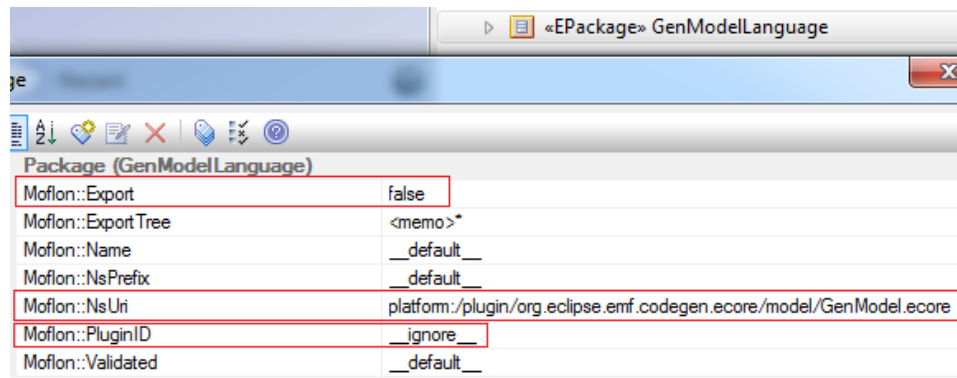 «EPackage» GenModelLanguage
Package (GenModelLanguage)
Moflon::Export false
Moflon::ExportTree <memo>*
Moflon::Name __default__
Moflon::NsPrefix __default__
Moflon::NsUri platform:/plugin/org.eclipse.emf.codegen.ecore/model/GenModel.ecore
Moflon::PluginID __ignore__
Moflon::Validated __default__